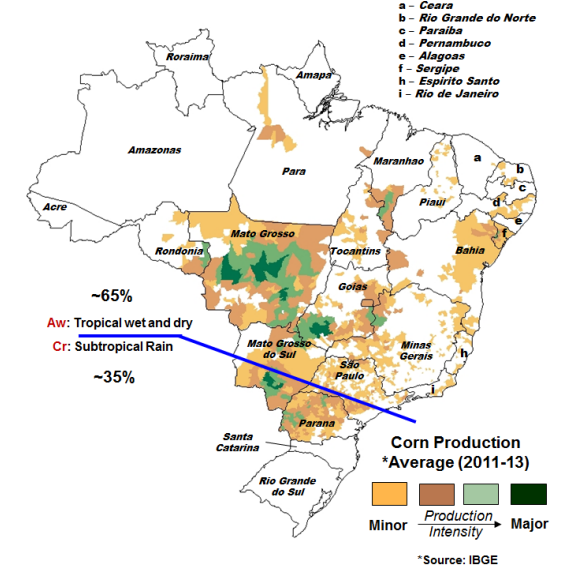 a – Ceara
b – Rio Grande do Norte
c – Paraiba
d – Pernambuco
e – Alagoas
f – Sergipe
h – Espirito Santo
i – Rio de Janeiro
Roraima
Amapa
Amazonas
Para
Maranhao
a
b
c
Acre
Piaui
d
e
Mato Grosso
f
Rondonia
Tocantins
Bahia
Goias
~65%
Aw: Tropical wet and dry
Cr: Subtropical Rain
~35%
Mato Grosso
do Sul
Minas
Gerais
h
São
Paulo
i
Parana
Santa
Catarina
Rio Grande
do Sul
Corn Production
*Average (2011-13)
Minor
Production
Intensity
Major
*Source: IBGE